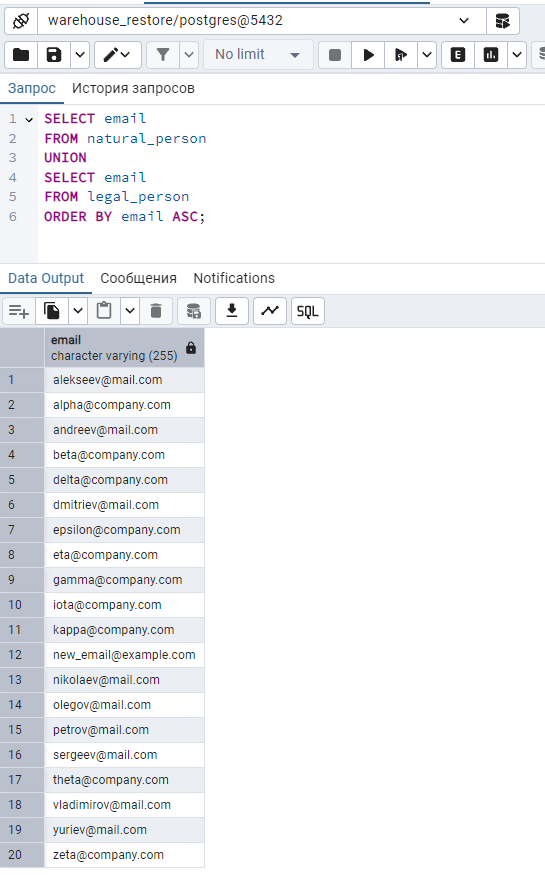 warehouse_restore/postgres@5432
No limit
E
Запрос История запросов
1 SELECT email
2 FROM natural_person
3 UNION
4 SELECT email
5 FROM legal_person
6 ORDER BY email ASC;
Data Output Сообщения Notifications
SQL
email
character varying (255)
1 alekseev@mail.com
2 alpha@company.com
3 andreev@mail.com
4 beta@company.com
5 delta@company.com
6 dmitriev@mail.com
7 epsilon@company.com
8 eta@company.com
9 gamma@company.com
10 iota@company.com
11 kappa@company.com
12 new_email@example.com
13 nikolaev@mail.com
14 olegov@mail.com
15 petrov@mail.com
16 sergeev@mail.com
17 theta@company.com
18 vladimirov@mail.com
19 yuriev@mail.com
20 zeta@company.com